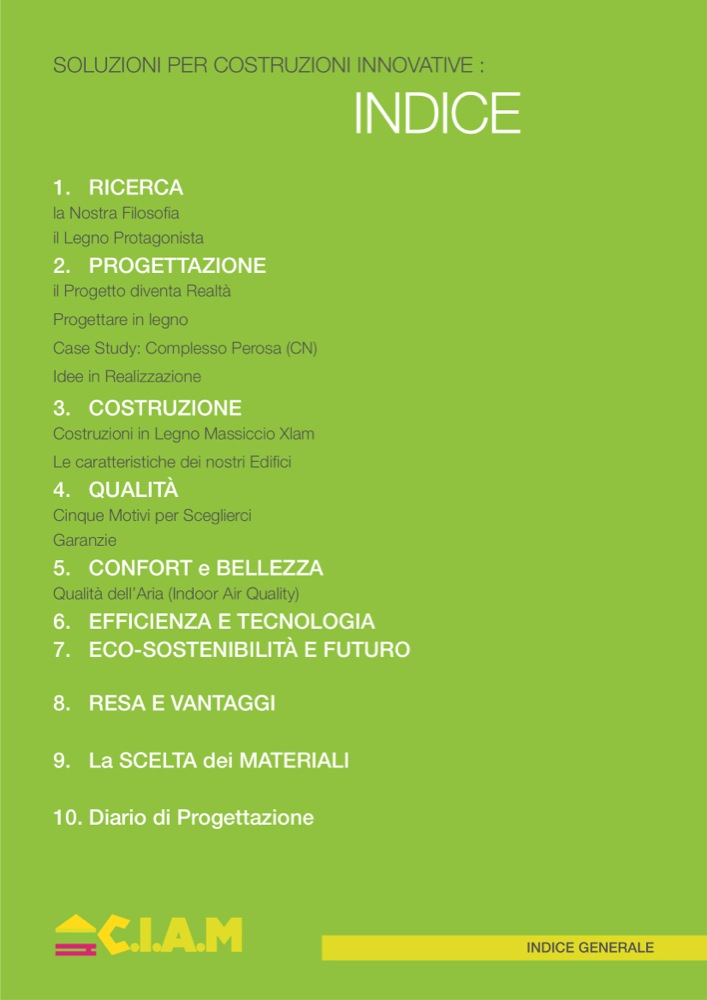 SOLUZIONI PER COSTRUZIONI INNOVATIVE :
INDICE
1. RICERCA
la Nostra Filosofia
il Legno Protagonista
2. PROGETTAZIONE
il Progetto diventa Realtà
Progettare in legno
Case Study: Complesso Perosa (CN)
Idee in Realizzazione
3. COSTRUZIONE
Costruzioni in Legno Massiccio Xlam
Le caratteristiche dei nostri Edifici
4. QUALITÀ
Cinque Motivi per Sceglierci
Garanzie
5. CONFORT e BELLEZZA
Qualità dell'Aria (Indoor Air Quality)
6. EFFICIENZA E TECNOLOGIA
7. ECO-SOSTENIBILITÀ E FUTURO
8. RESA E VANTAGGI
9. La SCELTA dei MATERIALI
10. Diario di Progettazione
C.I.A.M
INDICE GENERALE